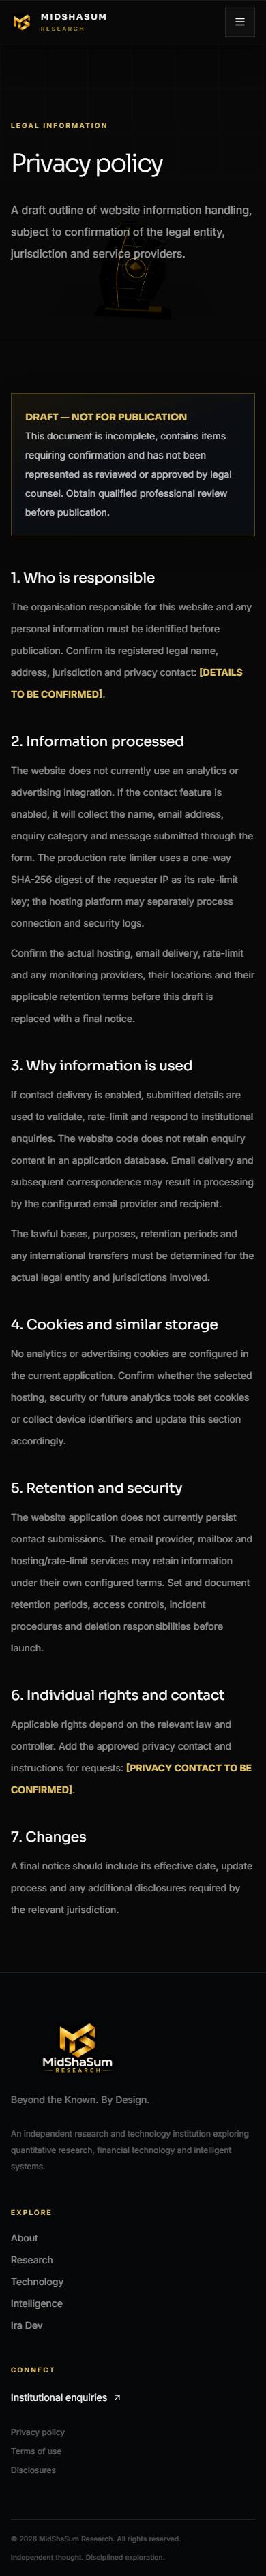 MIDSHASUM
RESEARCH
LEGAL INFORMATION
Privacy policy
A draft outline of website information handling,
subject to confirmation of the legal entity,
jurisdiction and service providers.
DRAFT — NOT FOR PUBLICATION
This document is incomplete, contains items
requiring confirmation and has not been
represented as reviewed or approved by legal
counsel. Obtain qualified professional review
before publication.
1. Who is responsible
The organisation responsible for this website and any
personal information must be identified before
publication. Confirm its registered legal name,
address, jurisdiction and privacy contact: [DETAILS
TO BE CONFIRMED].
2. Information processed
The website does not currently use an analytics or
advertising integration. If the contact feature is
enabled, it will collect the name, email address,
enquiry category and message submitted through the
form. The production rate limiter uses a one-way
SHA-256 digest of the requester IP as its rate-limit
key; the hosting platform may separately process
connection and security logs.
Confirm the actual hosting, email delivery, rate-limit
and any monitoring providers, their locations and their
applicable retention terms before this draft is
replaced with a final notice.
3. Why information is used
If contact delivery is enabled, submitted details are
used to validate, rate-limit and respond to institutional
enquiries. The website code does not retain enquiry
content in an application database. Email delivery and
subsequent correspondence may result in processing
by the configured email provider and recipient.
The lawful bases, purposes, retention periods and
any international transfers must be determined for the
actual legal entity and jurisdictions involved.
4. Cookies and similar storage
No analytics or advertising cookies are configured in
the current application. Confirm whether the selected
hosting, security or future analytics tools set cookies
or collect device identifiers and update this section
accordingly.
5. Retention and security
The website application does not currently persist
contact submissions. The email provider, mailbox and
hosting/rate-limit services may retain information
under their own configured terms. Set and document
retention periods, access controls, incident
procedures and deletion responsibilities before
launch.
6. Individual rights and contact
Applicable rights depend on the relevant law and
controller. Add the approved privacy contact and
instructions for requests: [PRIVACY CONTACT TO BE
CONFIRMED].
7. Changes
A final notice should include its effective date, update
process and any additional disclosures required by
the relevant jurisdiction.
MidShaSum
RESEARCH
Beyond the Known. By Design.
An independent research and technology institution exploring
quantitative research, financial technology and intelligent
systems.
EXPLORE
About
Research
Technology
Intelligence
Ira Dev
CONNECT
Institutional enquiries
Privacy policy
Terms of use
Disclosures
© 2026 MidShaSum Research. All rights reserved.
Independent thought. Disciplined exploration.